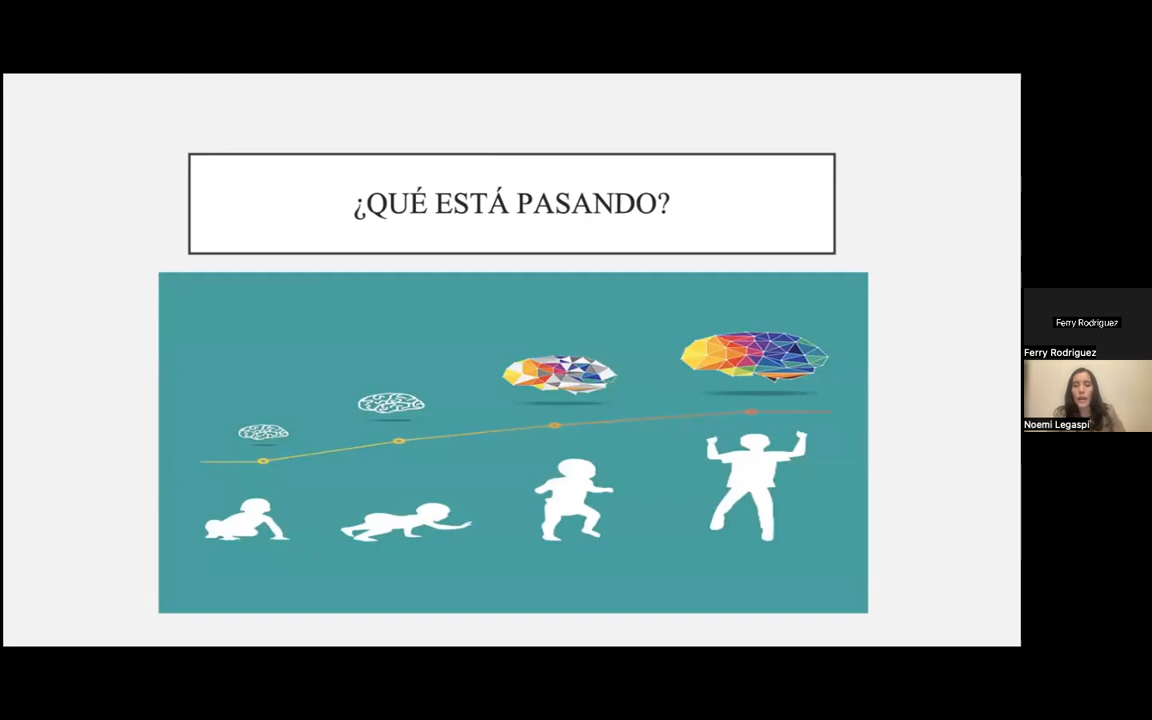 ¿QUÉ ESTÁ PASANDO?
Ferry Rodriguez
Ferry Rodriguez
Noemi Legaspi